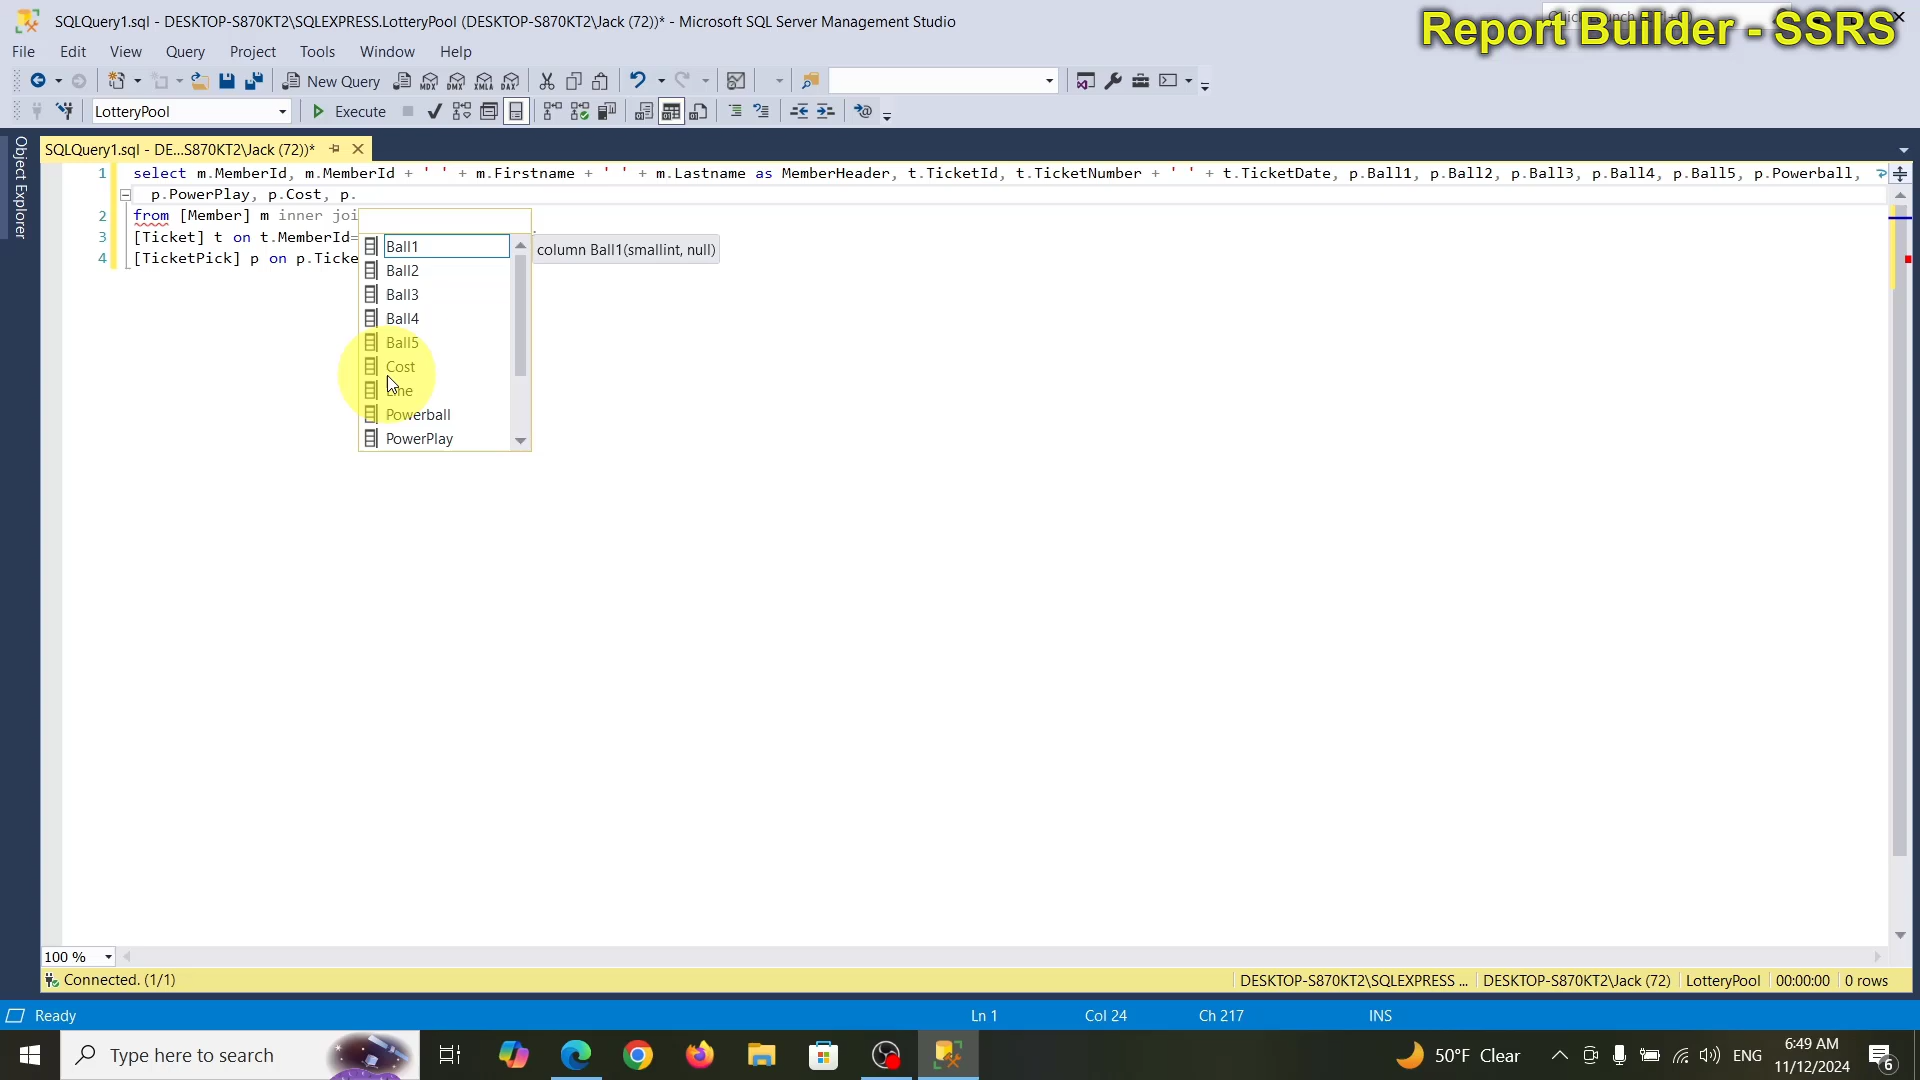 SQLQuery1.sql - DESKTOP-S870KT2\SQLEXPRESS.LotteryPool (DESKTOP-S870KT2\Jack (72))* - Microsoft SQL Server Management Studio
Report Builder - SSRS
File Edit View Query Project Tools Window Help
New Query
LotteryPool
Execute
Object Explorer
SQLQuery1.sql - DE...S870KT2\Jack (72))*
1 select m.MemberId, m.MemberId + ' ' + m.Firstname + ' ' + m.Lastname as MemberHeader, t.TicketId, t.TicketNumber + ' ' + t.TicketDate, p.Ball1, p.Ball2, p.Ball3, p.Ball4, p.Ball5, p.Powerball,
p.PowerPlay, p.Cost, p.
2 from [Member] m inner joi
3 [Ticket] t on t.MemberId=
4 [TicketPick] p on p.Ticke
Ball1
column Ball1(smallint, null)
Ball2
Ball3
Ball4
Ball5
Cost
Powerball
PowerPlay
100 %
Connected. (1/1)
DESKTOP-S870KT2\SQLEXPRESS ...
DESKTOP-S870KT2\Jack (72)
LotteryPool
00:00:00
0 rows
Ready
Ln 1
Col 24
Ch 217
INS
Type here to search
50°F Clear
ENG
6:49 AM
11/12/2024
6